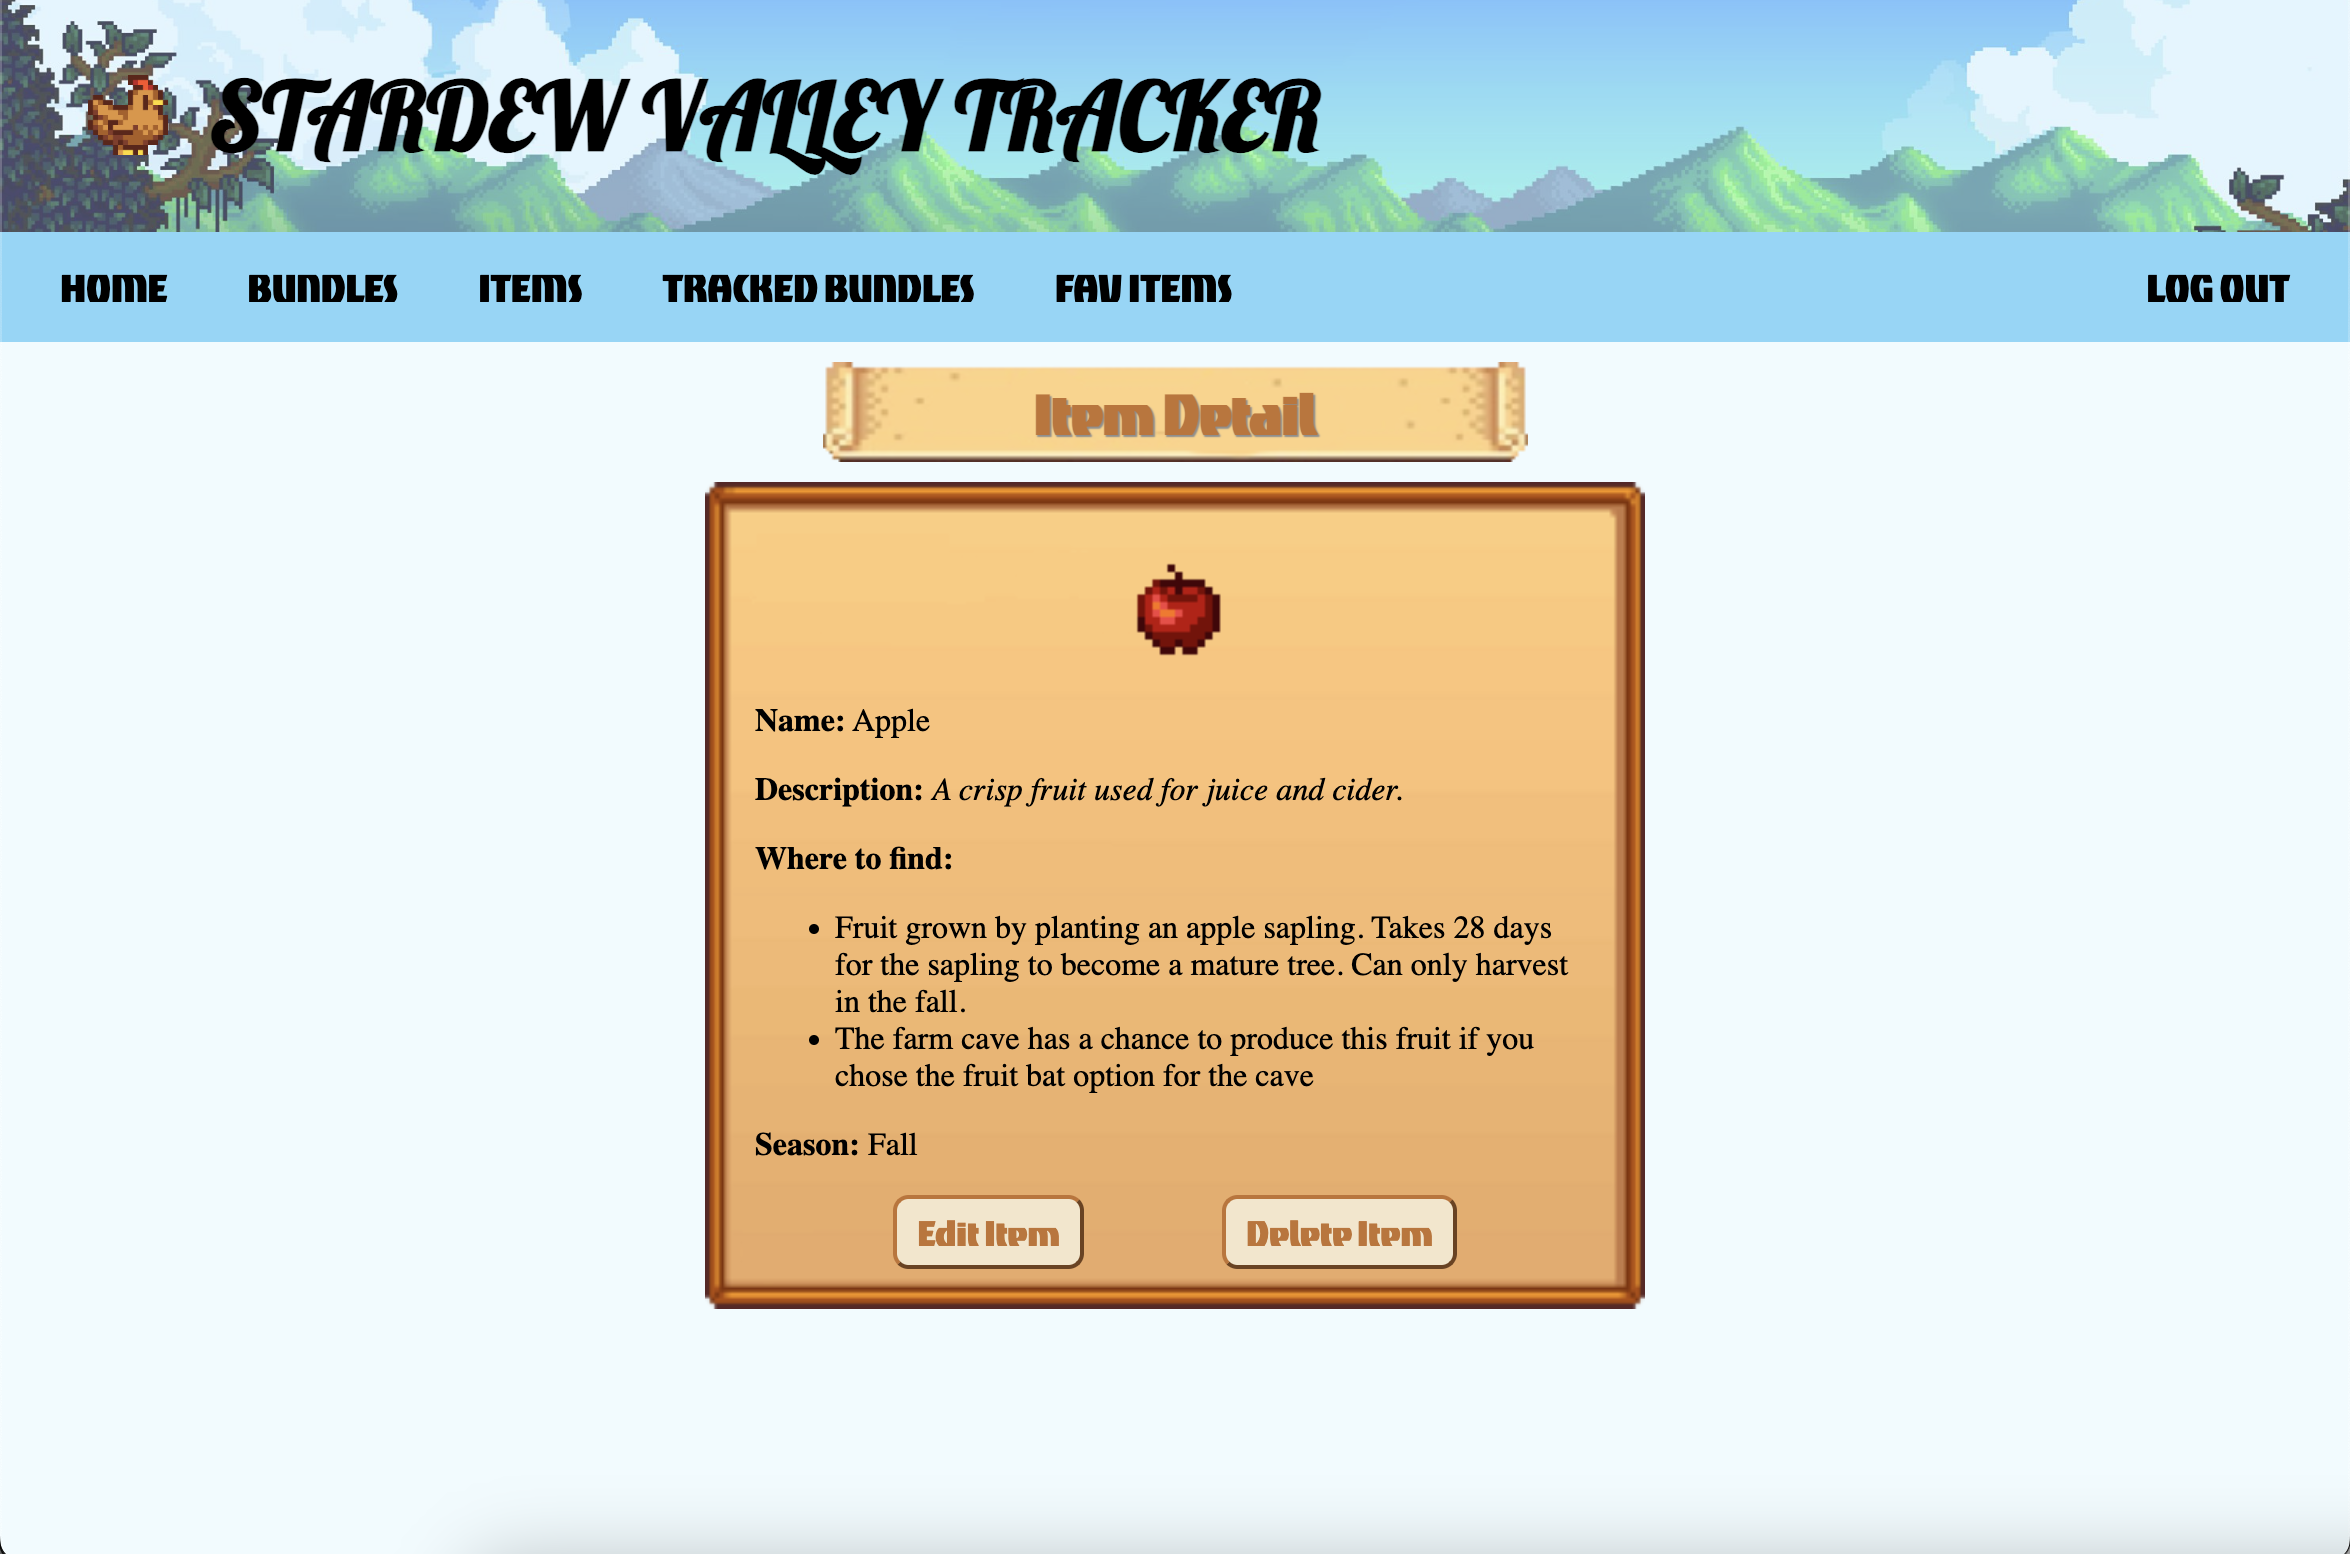 STARDEW VALLEY TRACKER
HOME BUNDLES ITEMS TRACKED BUNDLES FAV ITEMS LOG OUT
Item Detail
Name: Apple
Description: A crisp fruit used for juice and cider.
Where to find:
• Fruit grown by planting an apple sapling. Takes 28 days
for the sapling to become a mature tree. Can only harvest
in the fall.
• The farm cave has a chance to produce this fruit if you
chose the fruit bat option for the cave
Season: Fall
Edit Item Delete Item